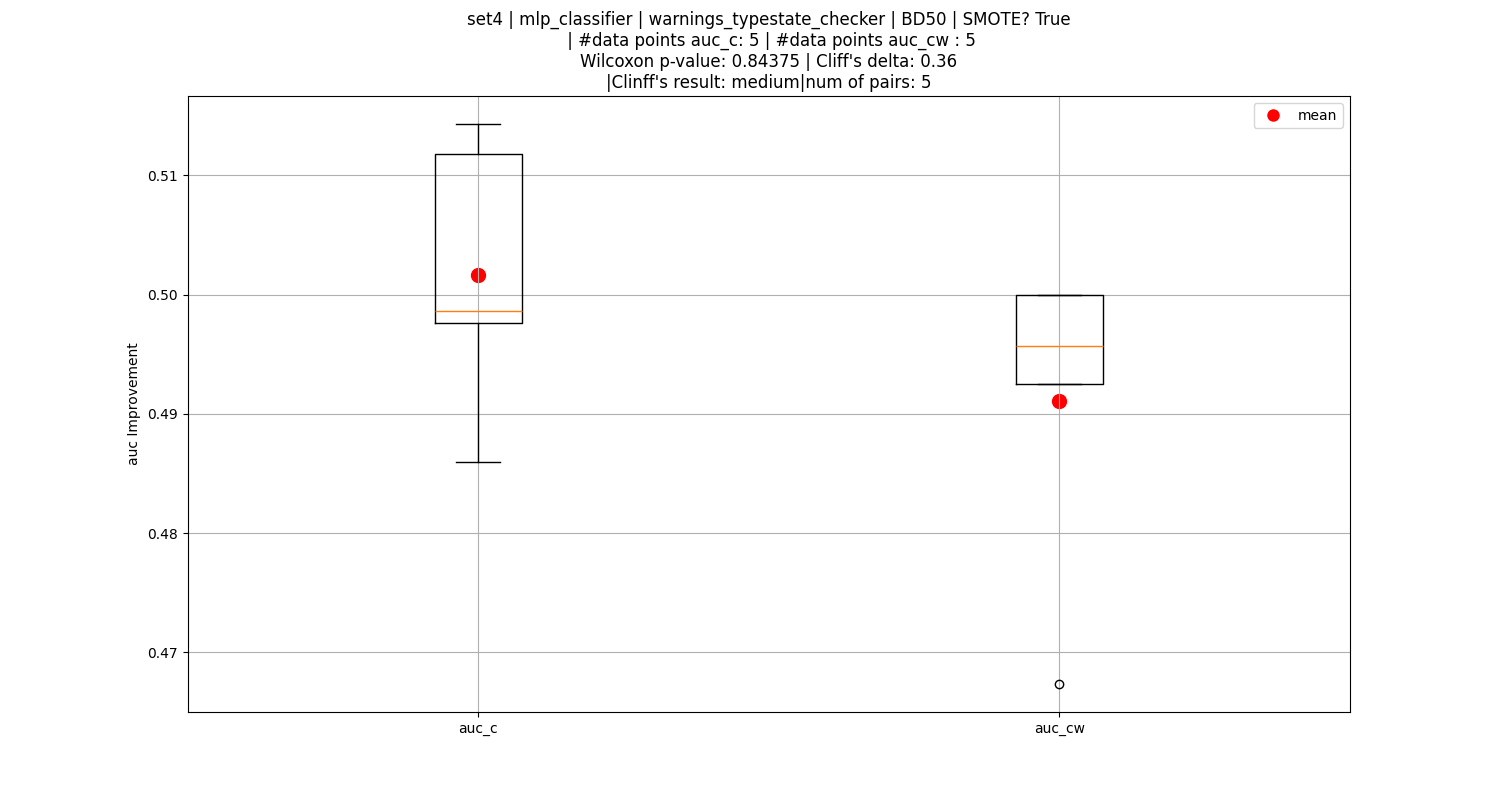 set4 | mlp_classifier | warnings_typestate_checker | BD50 | SMOTE? True
| #data points auc_c: 5 | #data points auc_cw : 5
Wilcoxon p-value: 0.84375 | Cliff's delta: 0.36
|Clinff's result: medium|num of pairs: 5
mean
0.51
0.50
0.49
0.48
0.47
auc Improvement
auc_c
auc_cw